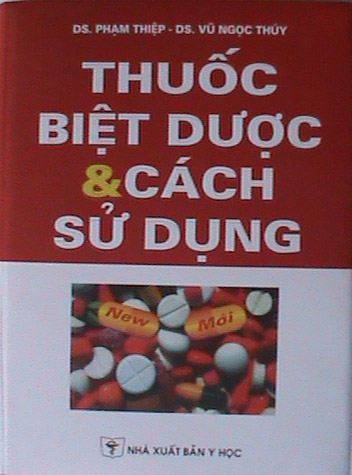 DS. PHẠM THIỆP - DS. VŨ NGỌC THÚY
THUỐC
BIỆT DƯỢC
&CÁCH
SỬ DỤNG
New
Mới
NHÀ XUẤT BẢN Y HỌC